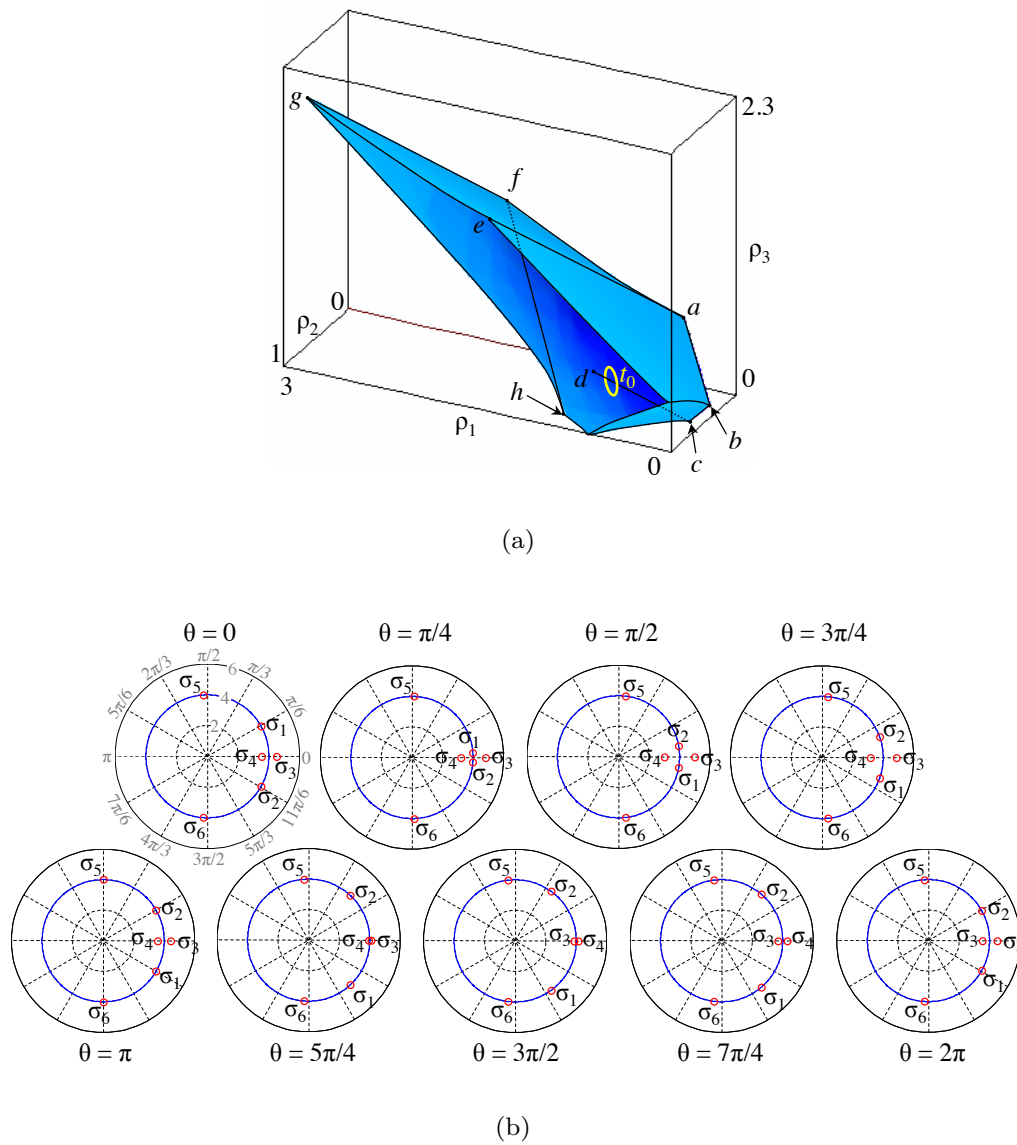 2.3
g
f
e
ρ3
a
0
ρ2
d
t0
0
1
3
h
ρ1
b
0
c
(a)
θ = 0
θ = π/4
θ = π/2
θ = 3π/4
2π/3 π/2 6 π/3
5π/6 σ5 4 π/6
2 σ1
π σ4 σ3 0
σ2
7π/6 σ6 11π/6
4π/3 3π/2 5π/3
σ5
σ1
σ4 σ3
σ2
σ6
σ5
σ2
σ4 σ3
σ1
σ6
σ5
σ2
σ4 σ3
σ1
σ6
σ5
σ2
σ4 σ3
σ1
σ6
σ5
σ2
σ4 σ3
σ1
σ6
σ5
σ2
σ3 σ4
σ1
σ6
σ5
σ2
σ3 σ4
σ1
σ6
σ5
σ2
σ3 σ
σ1
σ6
θ = π
θ = 5π/4
θ = 3π/2
θ = 7π/4
θ = 2π
(b)